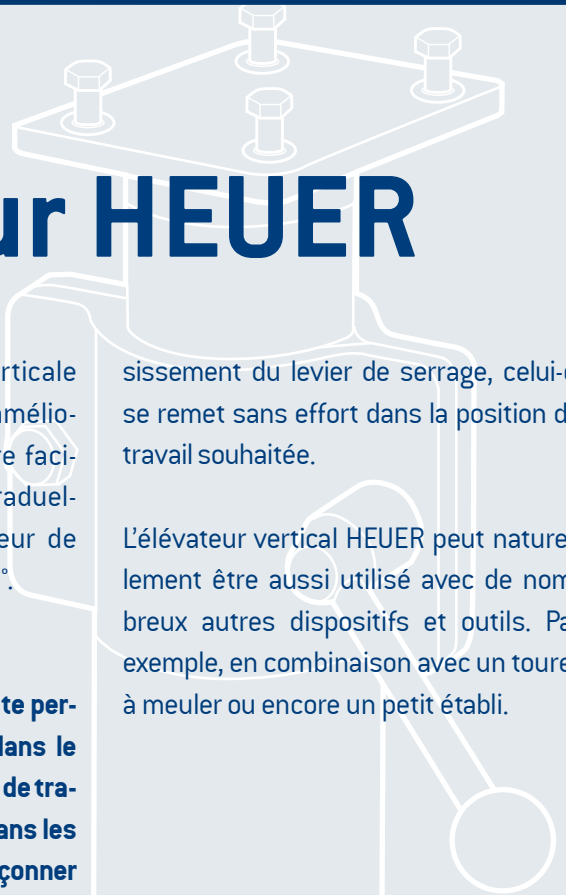 ur HEUER
rticale
mélio-
e faci-
raduel-
eur de
°.
te per-
dans le
de tra-
ans les
çonner
sissement du levier de serrage, celui-c
se remet sans effort dans la position d
travail souhaitée.
L’élévateur vertical HEUER peut nature
lement être aussi utilisé avec de nom
breux autres dispositifs et outils. Pa
exemple, en combinaison avec un toure
à meuler ou encore un petit établi.